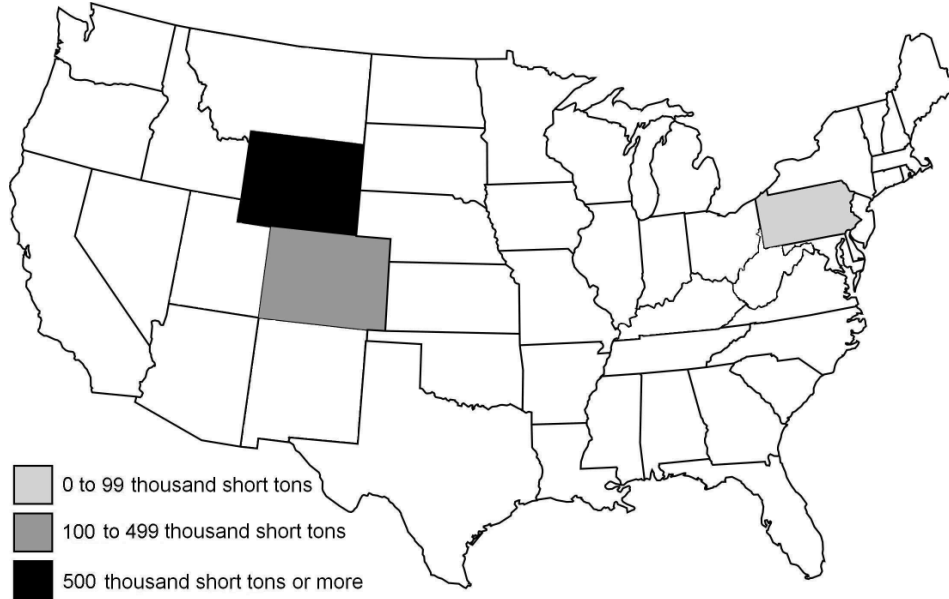 0 to 99 thousand short tons
100 to 499 thousand short tons
500 thousand short tons or more